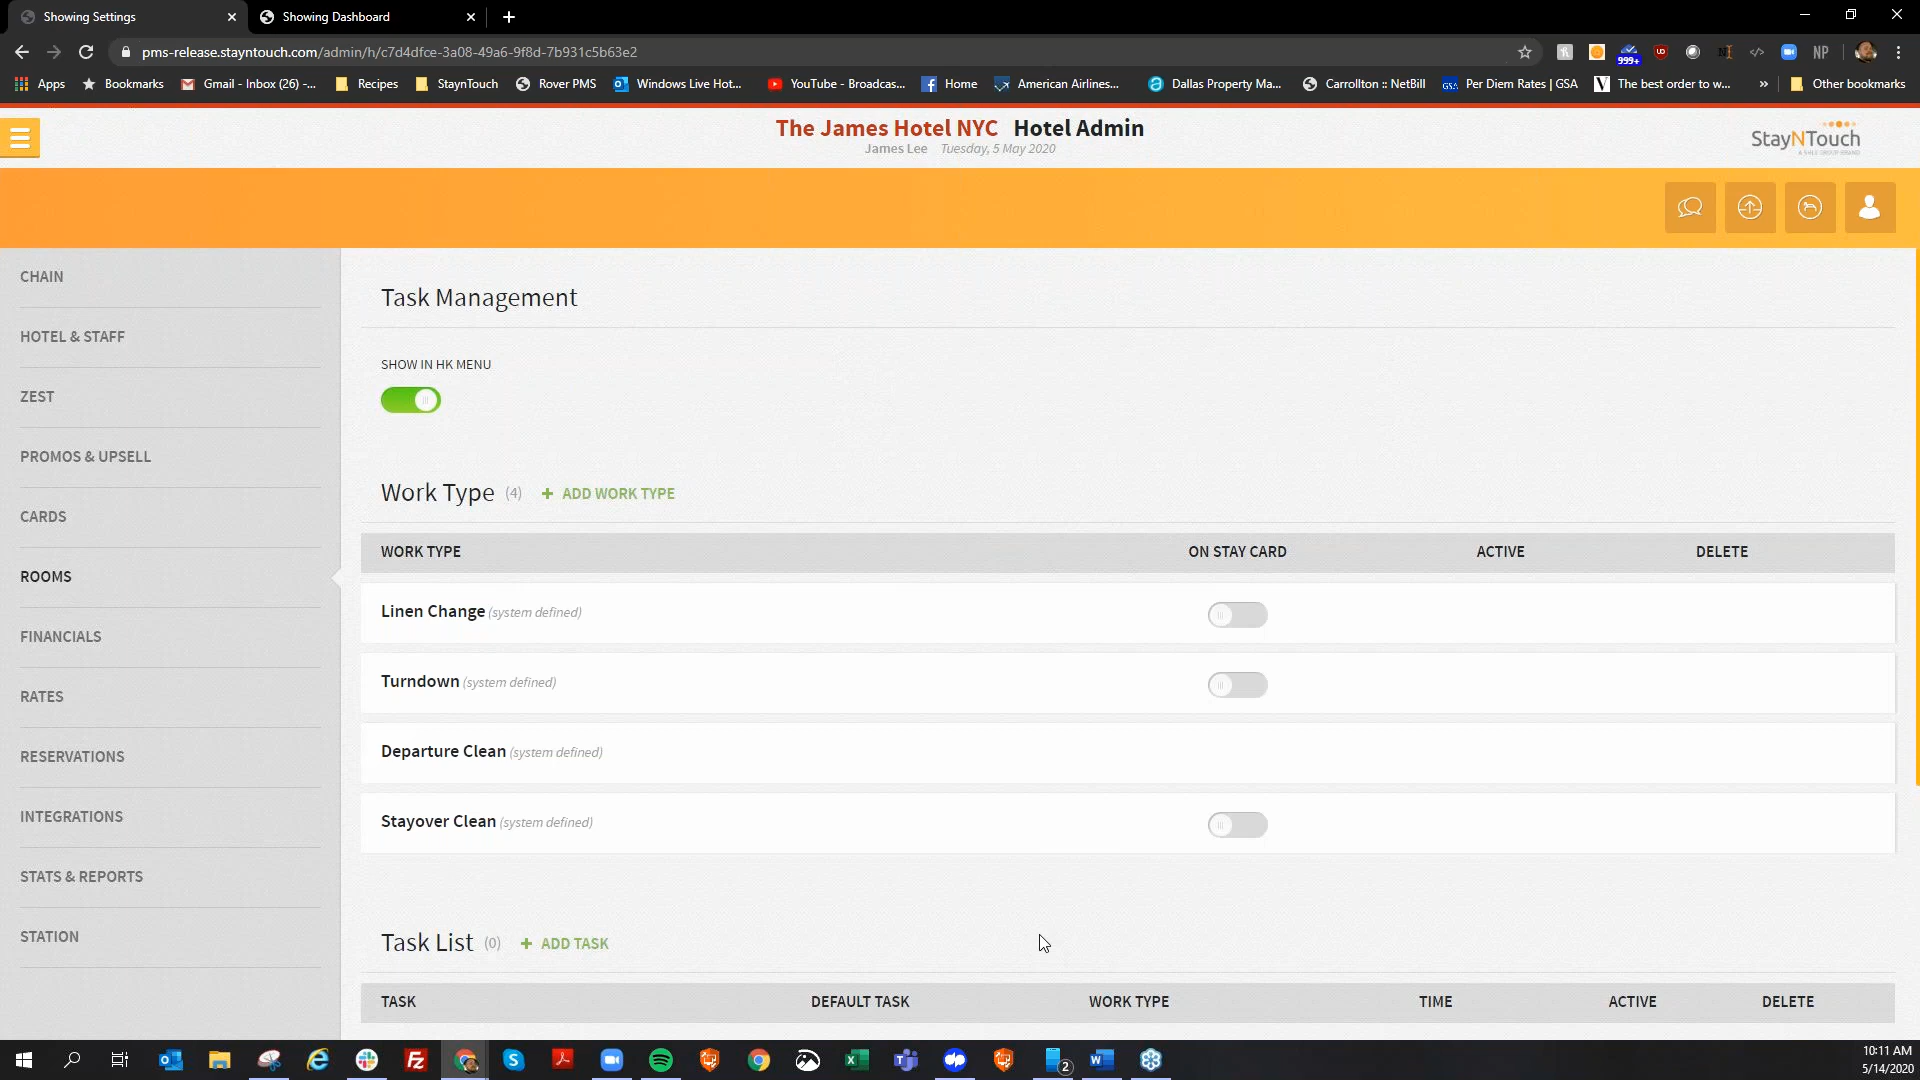 Showing Settings
Showing Dashboard
pms-release.stayntouch.com/admin/h/c7d4dfce-3a08-49a6-9f8d-7b931c5b63e2
999+
NP
Apps
Bookmarks
Gmail - Inbox (26) -...
Recipes
StaynTouch
Rover PMS
Windows Live Hot...
YouTube - Broadcas...
Home
American Airlines...
Dallas Property Ma...
Carrollton :: NetBill
Per Diem Rates | GSA
The best order to w...
»
Other bookmarks
The James Hotel NYC Hotel Admin
James Lee Tuesday, 5 May 2020
StayNTouch
CHAIN
HOTEL & STAFF
ZEST
PROMOS & UPSELL
CARDS
ROOMS
FINANCIALS
RATES
RESERVATIONS
INTEGRATIONS
STATS & REPORTS
STATION
Task Management
SHOW IN HK MENU
Work Type (4) + ADD WORK TYPE
WORK TYPE ON STAY CARD ACTIVE DELETE
Linen Change (system defined)
Turndown (system defined)
Departure Clean (system defined)
Stayover Clean (system defined)
Task List (0) + ADD TASK
TASK DEFAULT TASK WORK TYPE TIME ACTIVE DELETE
2
10:11 AM
5/14/2020